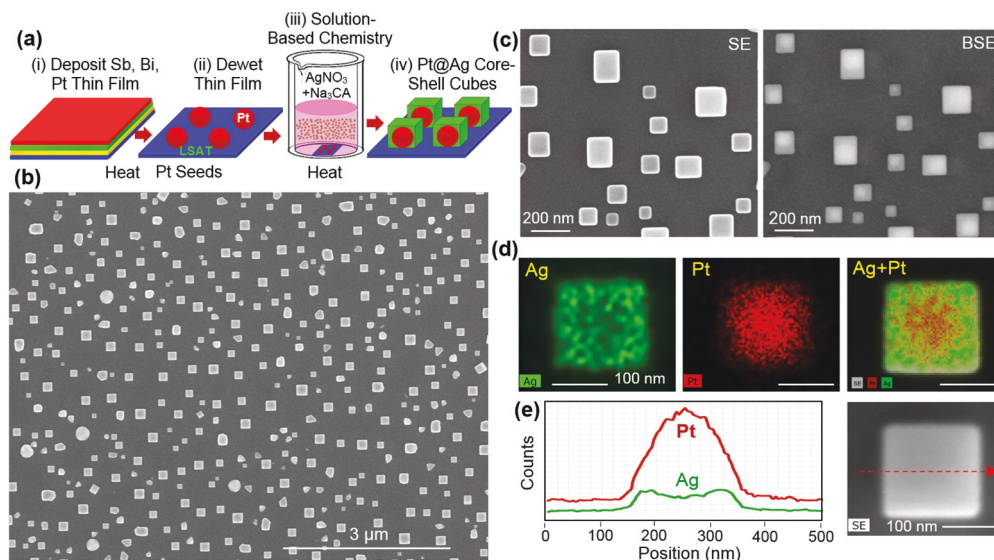 (a)
(i) Deposit Sb, Bi,
Pt Thin Film
(ii) Dewet
Thin Film
(iii) Solution-
Based Chemistry
AgNO3
+Na3CA
(iv) Pt@Ag Core-
Shell Cubes
Pt
LSAT
Heat
Pt Seeds
Heat
(b)
3 µm
(c)
SE
200 nm
BSE
200 nm
(d)
Ag
Ag
100 nm
Pt
Pt
Ag+Pt
SE
Pt
Ag
(e)
Counts
Pt
Ag
0 100 200 300 400 500
Position (nm)
SE
100 nm